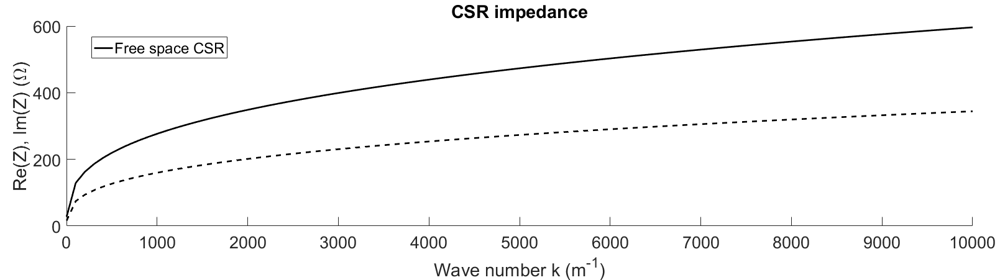 CSR impedance
600
400
200
0
Re(Z), Im(Z) (Ω)
Free space CSR
0 1000 2000 3000 4000 5000 6000 7000 8000 9000 10000
Wave number k (m⁻¹)